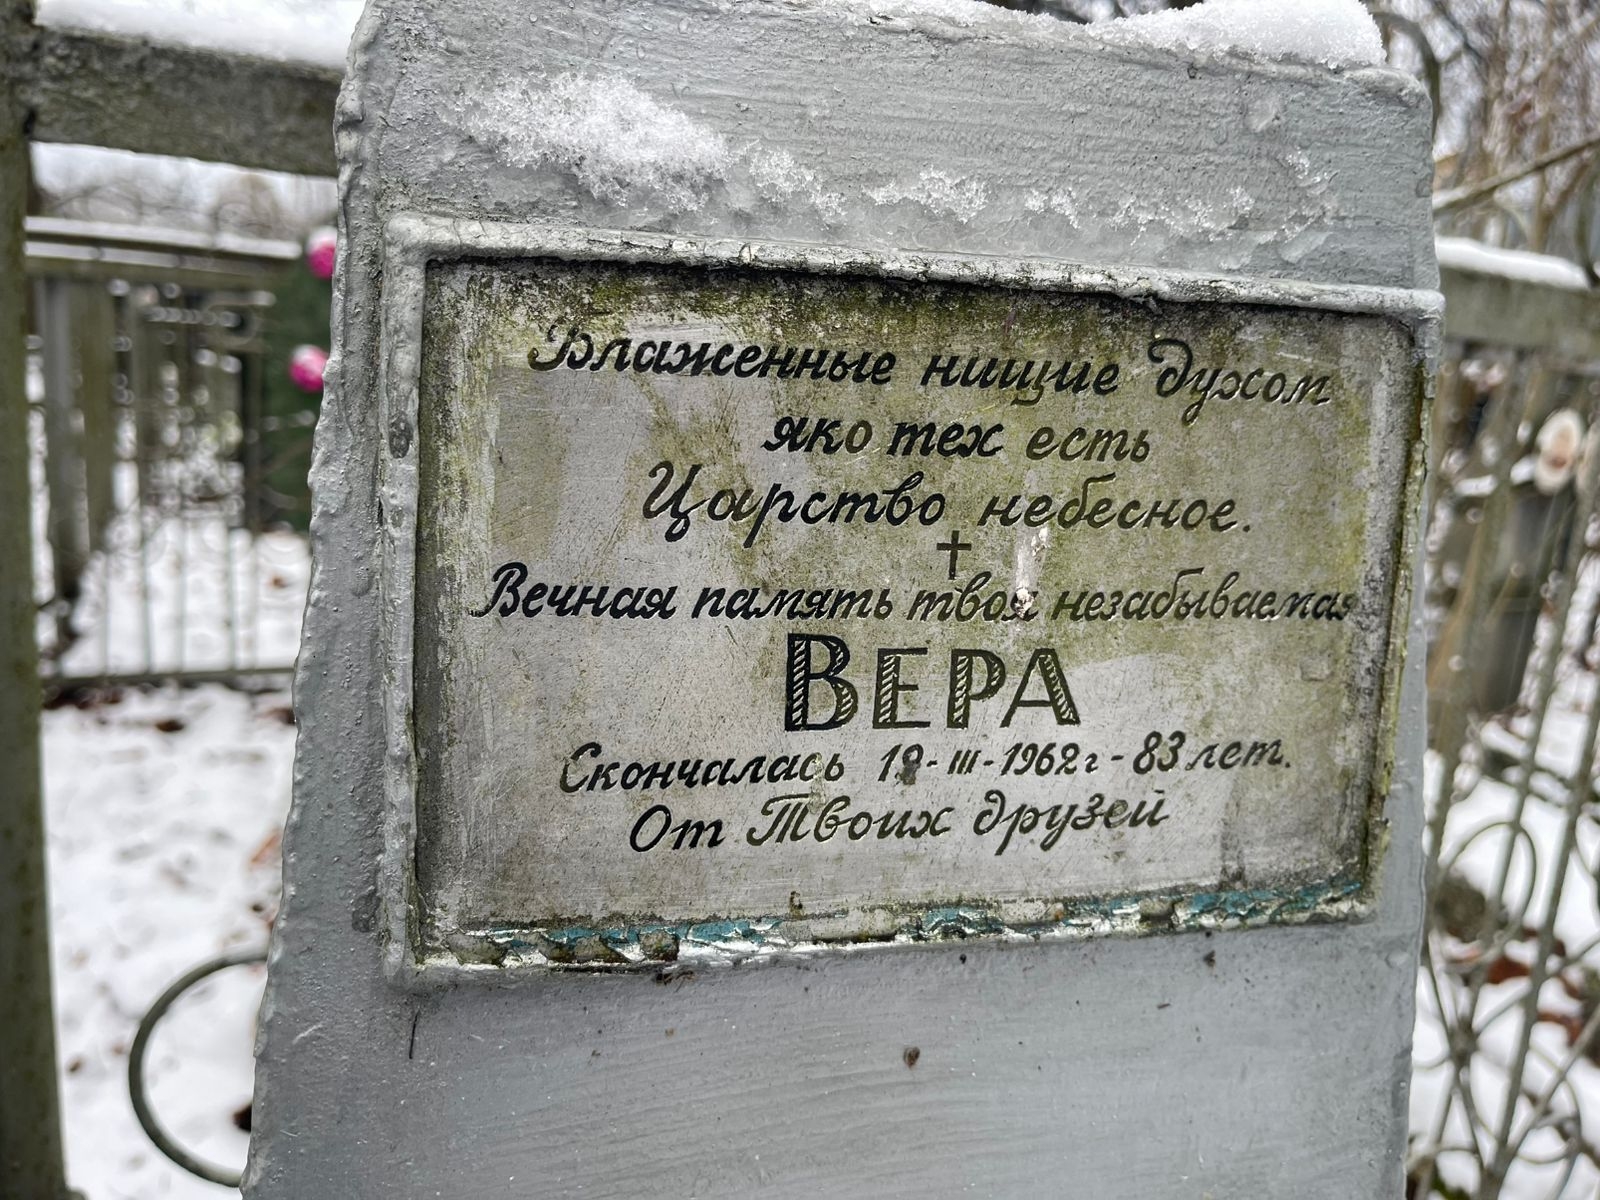 Блаженные нищие духом
яко тех есть
Царство небесное.
Вечная память твоя незабываемая
ВЕРА
Скончалась 19-III-1962г-83 лет.
От Твоих друзей